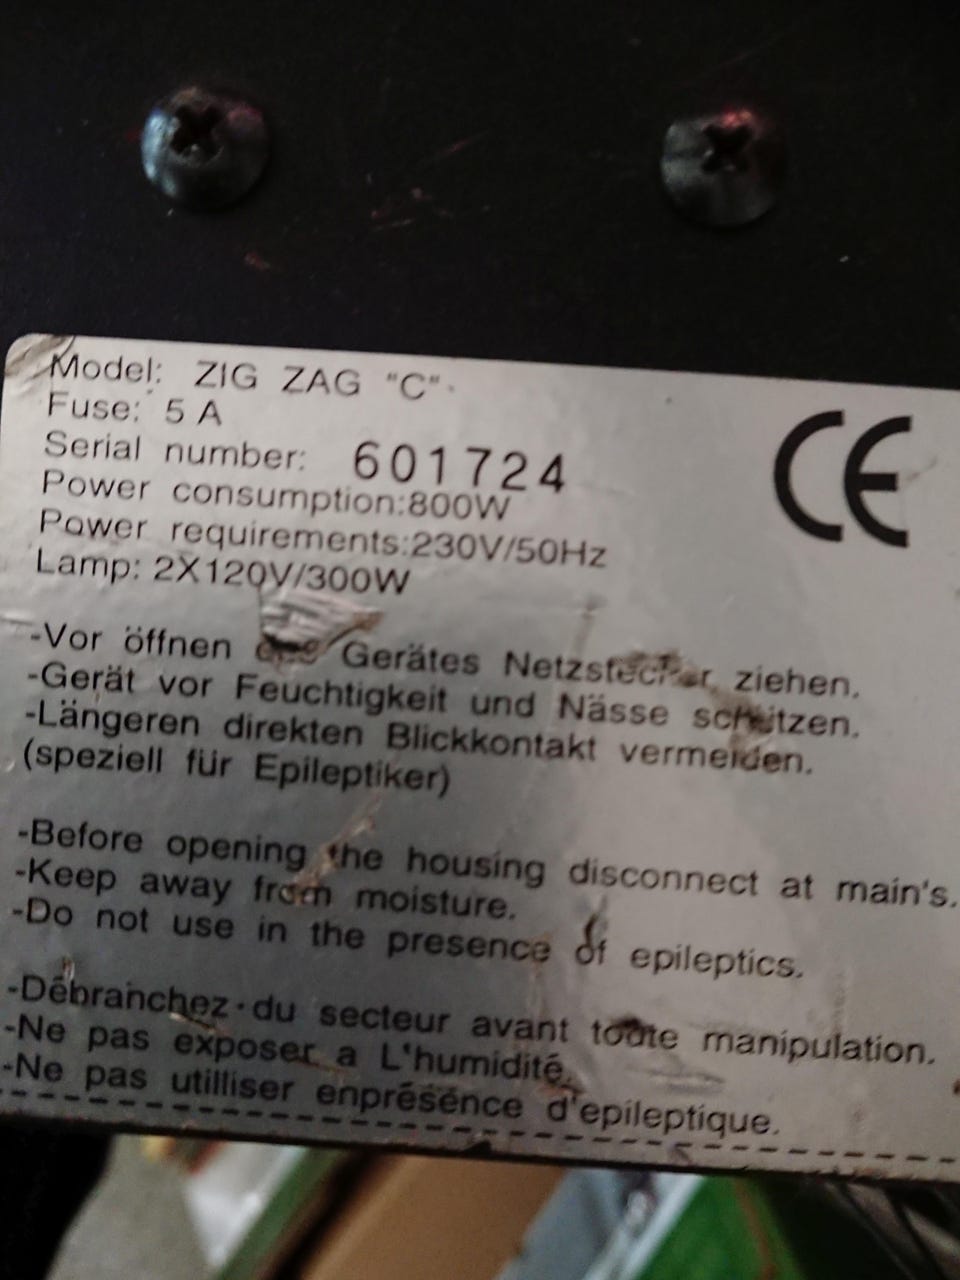 Model: ZIG ZAG "C"
Fuse: 5 A
Serial number: 601724
Power consumption:800W
Power requirements:230V/50Hz
Lamp: 2X120V/300W
CE
-Vor öffnen des Gerätes Netzstecker ziehen.
-Gerät vor Feuchtigkeit und Nässe schützen.
-Längeren direkten Blickkontakt vermeiden.
(speziell für Epileptiker)
-Before opening the housing disconnect at main's.
-Keep away from moisture.
-Do not use in the presence of epileptics.
-Débranchez du secteur avant toute manipulation.
-Ne pas exposer a L'humidité.
-Ne pas utilliser enprésénce d'epileptique.